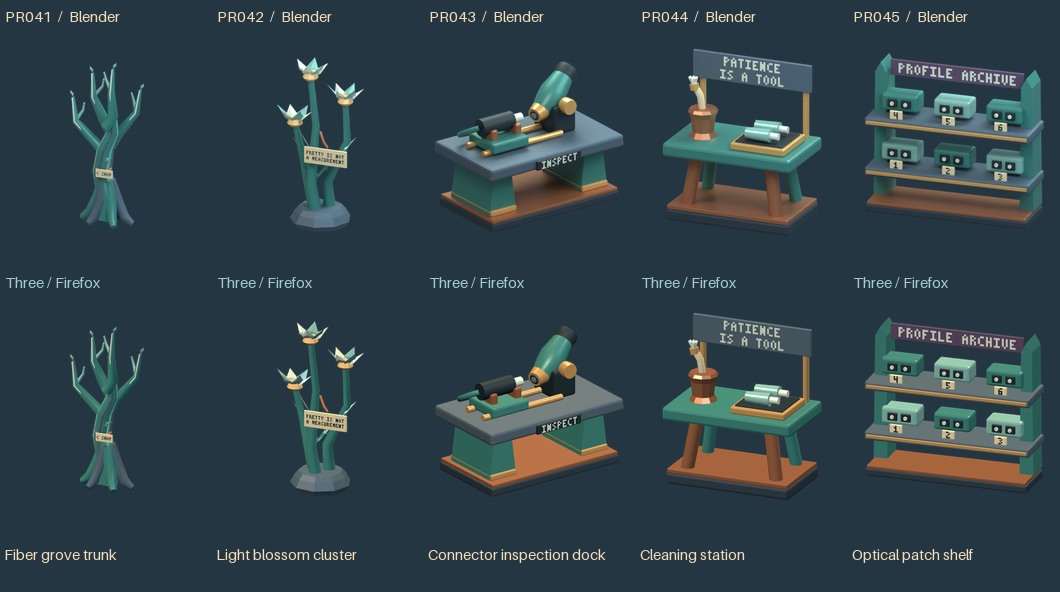 PR041 / Blender
PR042 / Blender
PR043 / Blender
PR044 / Blender
PR045 / Blender
PRETTY IS NOT
A MEASUREMENT
INSPECT
PATIENCE
IS A TOOL
PROFILE ARCHIVE
4
5
6
1
2
3
Three / Firefox
Three / Firefox
Three / Firefox
Three / Firefox
Three / Firefox
PRETTY IS NOT
A MEASUREMENT
INSPECT
PATIENCE
IS A TOOL
PROFILE ARCHIVE
4
5
6
1
2
3
Fiber grove trunk
Light blossom cluster
Connector inspection dock
Cleaning station
Optical patch shelf